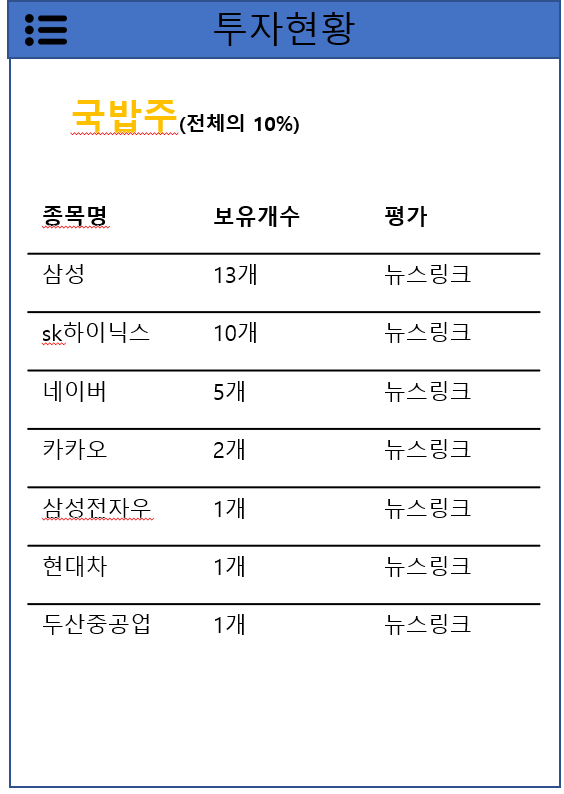 투자현황
국밥주(전체의 10%)
종목명 보유개수 평가
삼성 13개 뉴스링크
sk하이닉스 10개 뉴스링크
네이버 5개 뉴스링크
카카오 2개 뉴스링크
삼성전자우 1개 뉴스링크
현대차 1개 뉴스링크
두산중공업 1개 뉴스링크